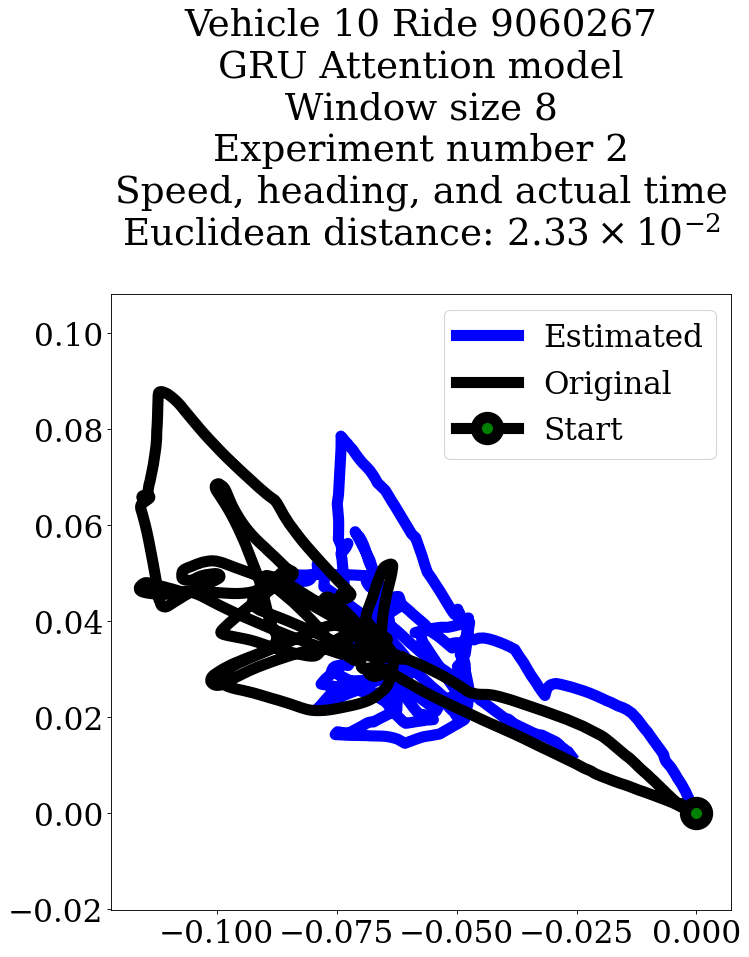 Vehicle 10 Ride 9060267
GRU Attention model
Window size 8
Experiment number 2
Speed, heading, and actual time
Euclidean distance: 2.33 × 10⁻²
Estimated
Original
Start
0.10
0.08
0.06
0.04
0.02
0.00
−0.02
−0.100 −0.075 −0.050 −0.025 0.000